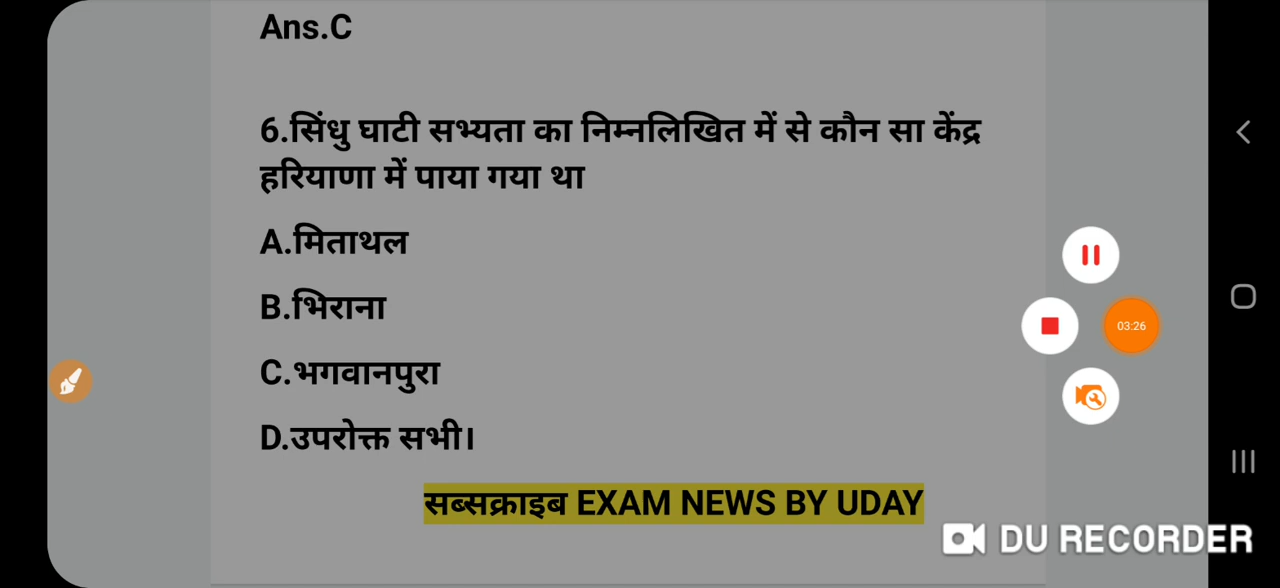 Ans.C
6.सिंधु घाटी सभ्यता का निम्नलिखित में से कौन सा केंद्र
हरियाणा में पाया गया था
A.मिताथल
B.भिराना
C.भगवानपुरा
D.उपरोक्त सभी।
सब्सक्राइब EXAM NEWS BY UDAY
03:26
DU RECORDER